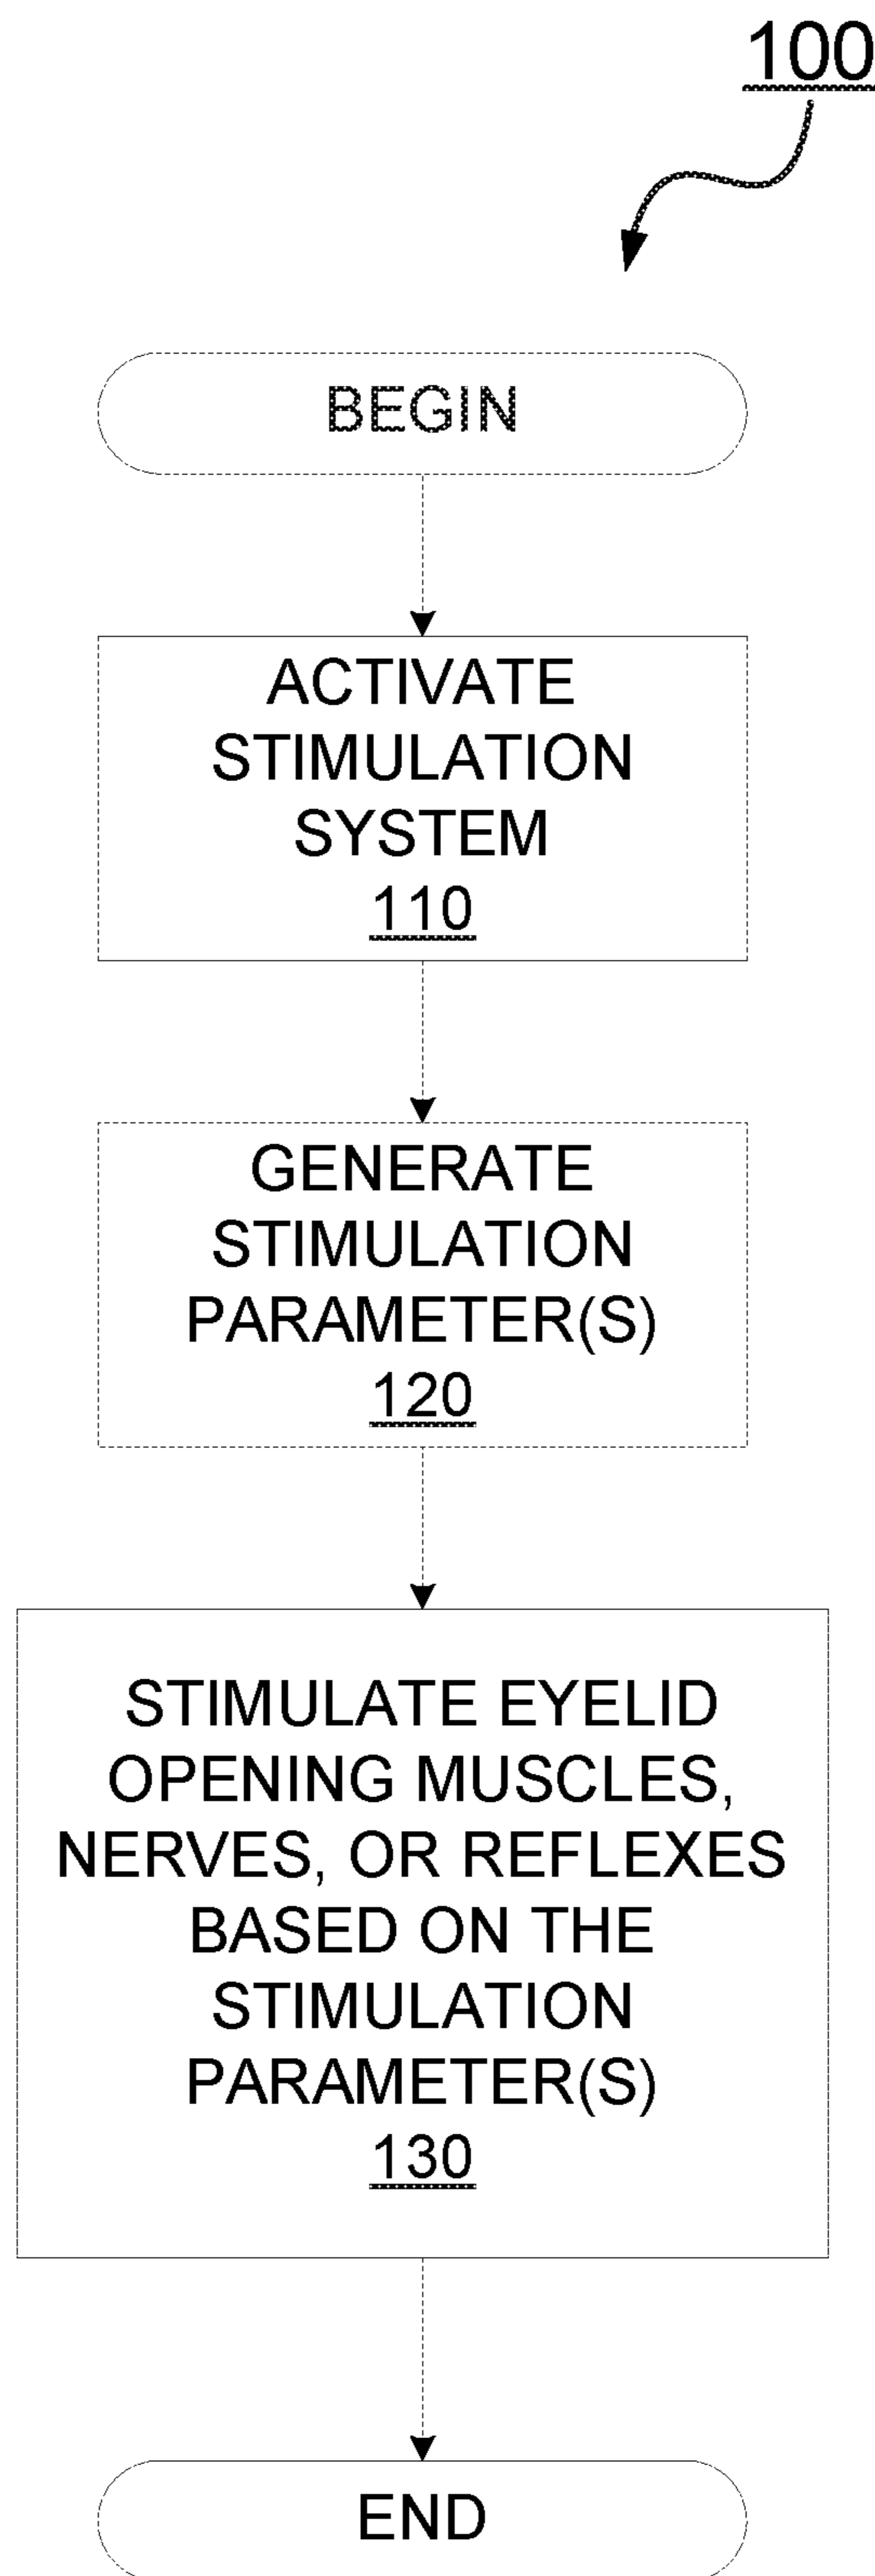 100
BEGIN
ACTIVATE
STIMULATION
SYSTEM
110
GENERATE
STIMULATION
PARAMETER(S)
120
STIMULATE EYELID
OPENING MUSCLES,
NERVES, OR REFLEXES
BASED ON THE
STIMULATION
PARAMETER(S)
130
END